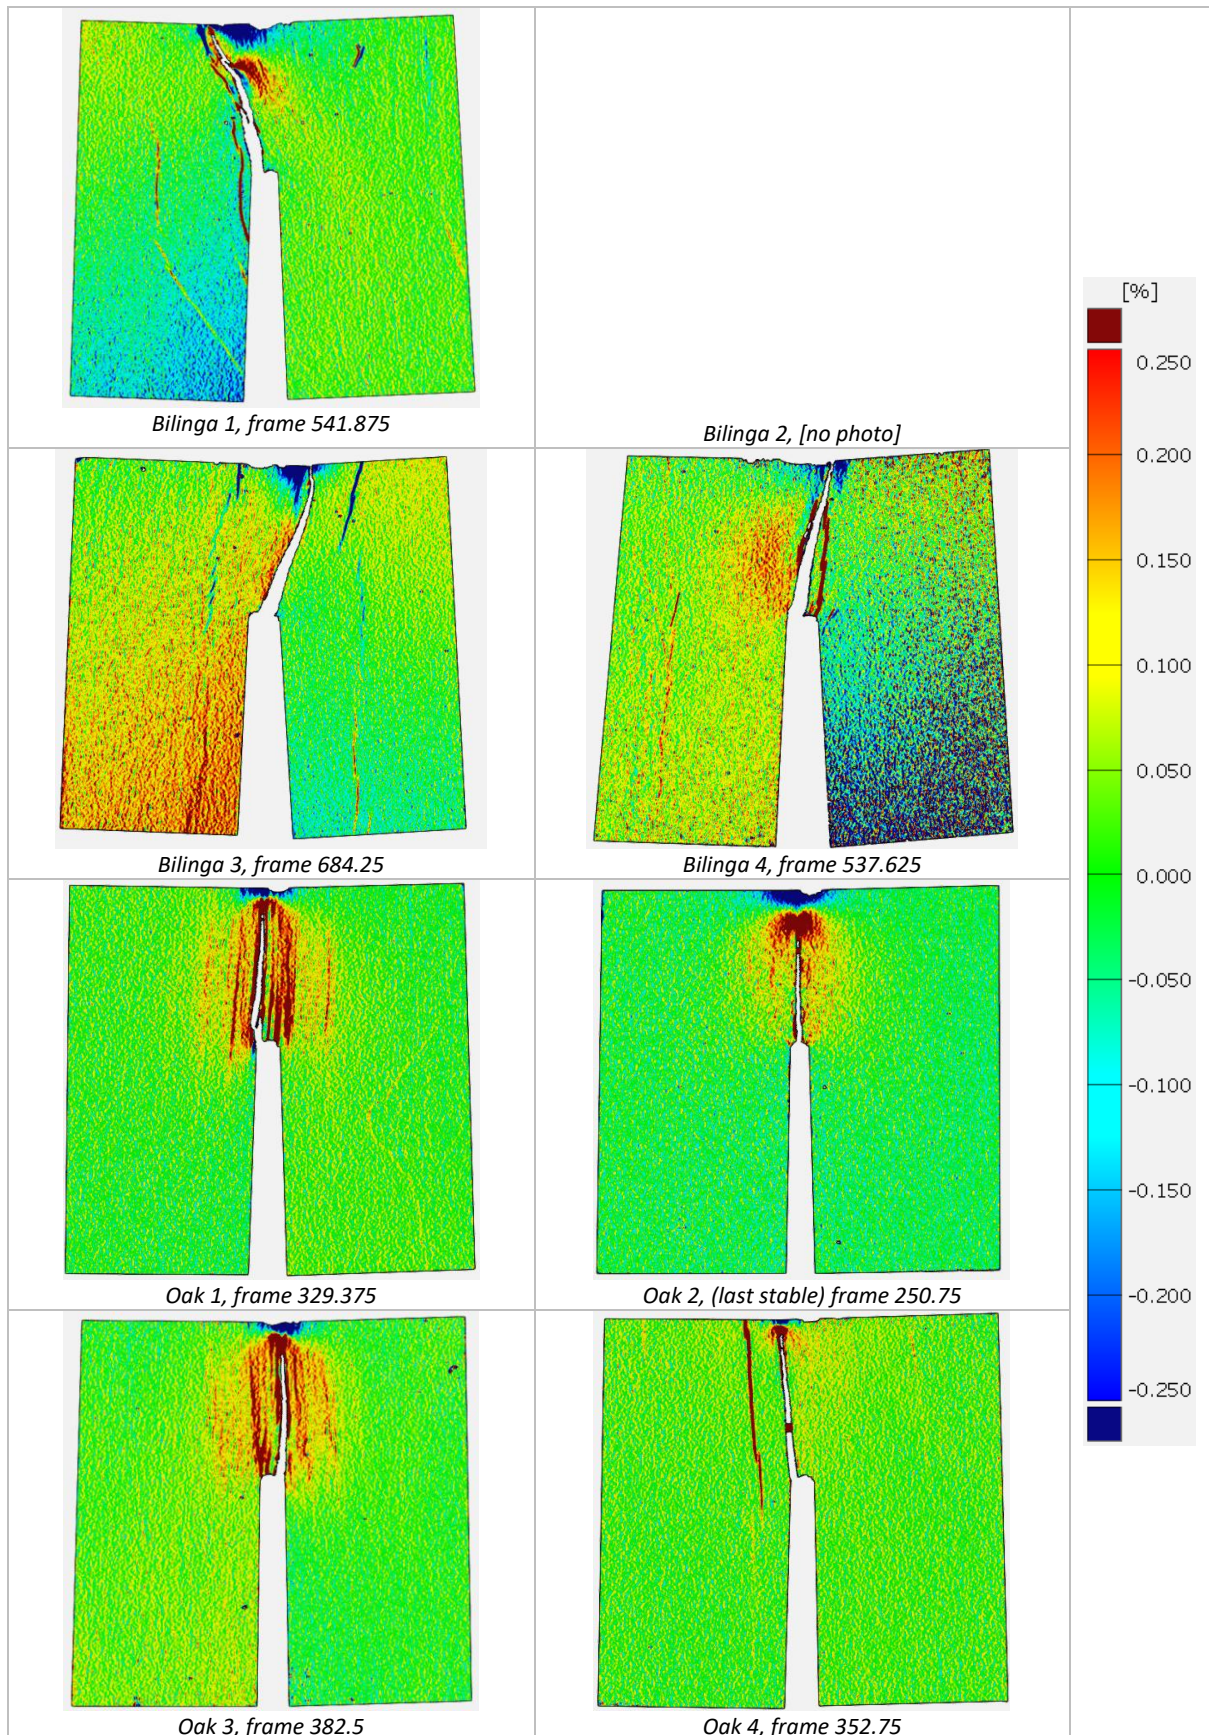 Bilinga 1, frame 541.875
Bilinga 2, [no photo]
Bilinga 3, frame 684.25
Bilinga 4, frame 537.625
Oak 1, frame 329.375
Oak 2, (last stable) frame 250.75
Oak 3, frame 382.5
Oak 4, frame 352.75
[%]
0.250
0.200
0.150
0.100
0.050
0.000
-0.050
-0.100
-0.150
-0.200
-0.250